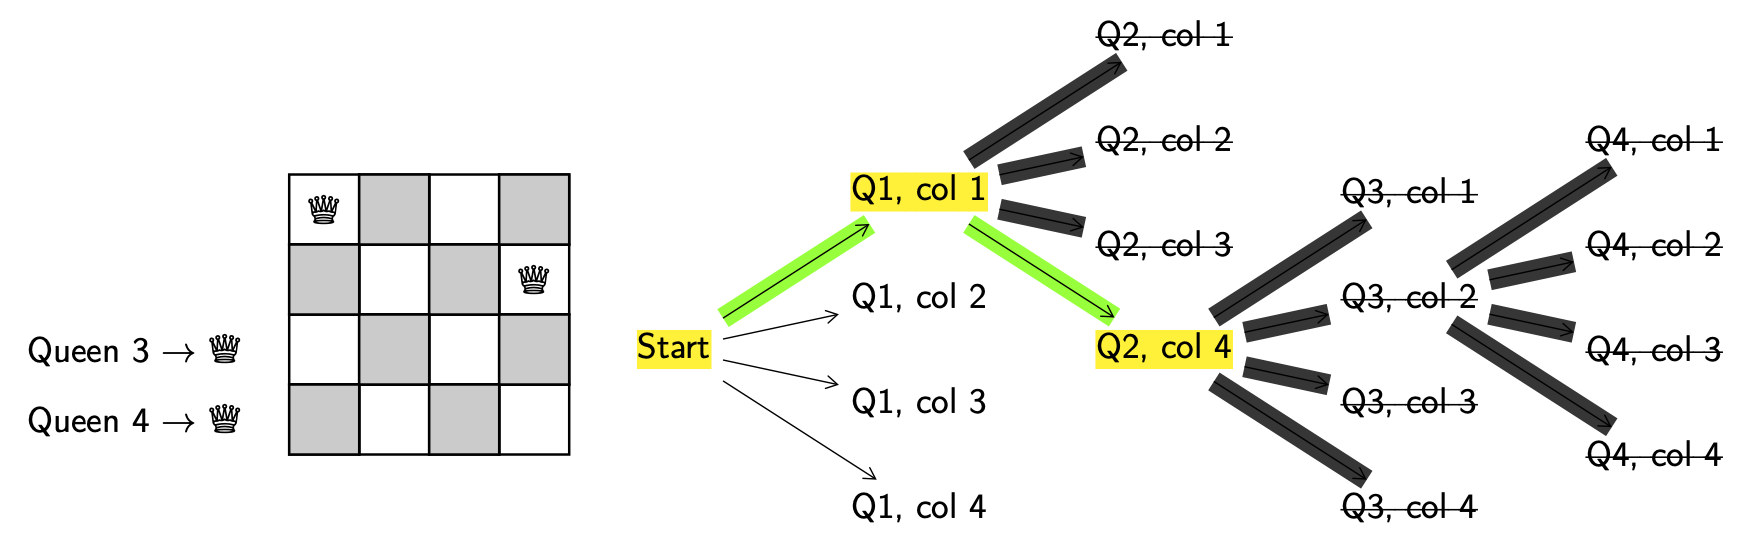 Queen 3 → ♛
Queen 4 → ♛
Start
Q1, col 1
Q1, col 2
Q1, col 3
Q1, col 4
Q2, col 1
Q2, col 2
Q2, col 3
Q2, col 4
Q3, col 1
Q3, col 2
Q3, col 3
Q3, col 4
Q4, col 1
Q4, col 2
Q4, col 3
Q4, col 4